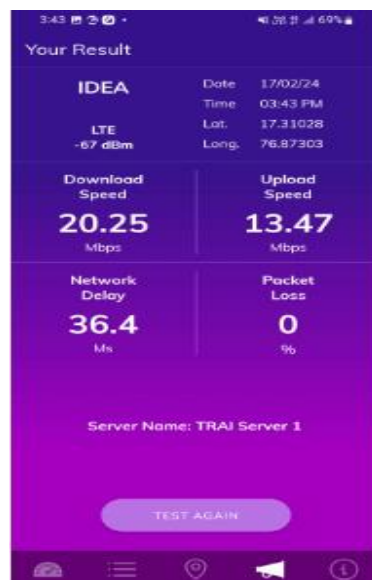 3:43
69%
Your Result
IDEA
LTE
-67 dBm
Date 17/02/24
Time 03:43 PM
Lat. 17.31028
Long. 76.87303
Download
Speed
20.25
Mbps
Upload
Speed
13.47
Mbps
Network
Delay
36.4
Ms
Packet
Loss
0
%
Server Name: TRAI Server 1
TEST AGAIN